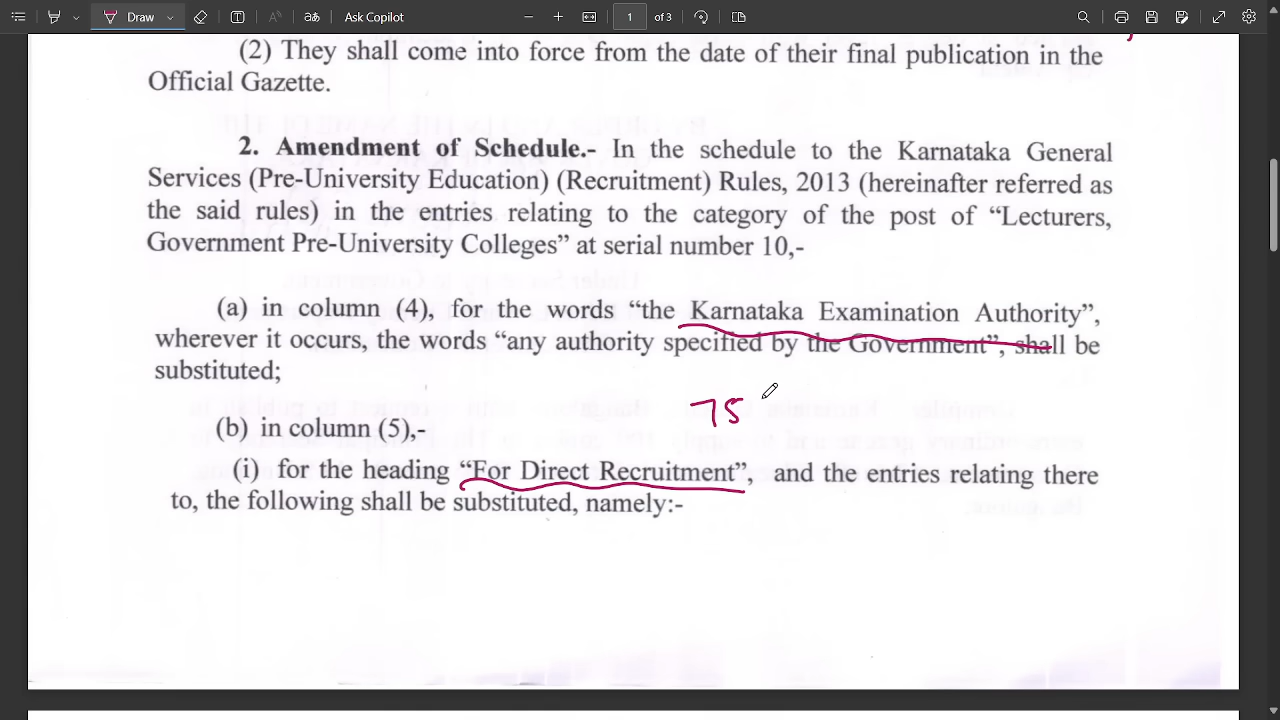 Draw
Ask Copilot
1 of 3
(2) They shall come into force from the date of their final publication in the
Official Gazette.
2. Amendment of Schedule.- In the schedule to the Karnataka General
Services (Pre-University Education) (Recruitment) Rules, 2013 (hereinafter referred as
the said rules) in the entries relating to the category of the post of “Lecturers,
Government Pre-University Colleges” at serial number 10,-
(a) in column (4), for the words “the Karnataka Examination Authority”,
wherever it occurs, the words “any authority specified by the Government”, shall be
substituted;
75
(b) in column (5),-
(i) for the heading “For Direct Recruitment”, and the entries relating there
to, the following shall be substituted, namely:-